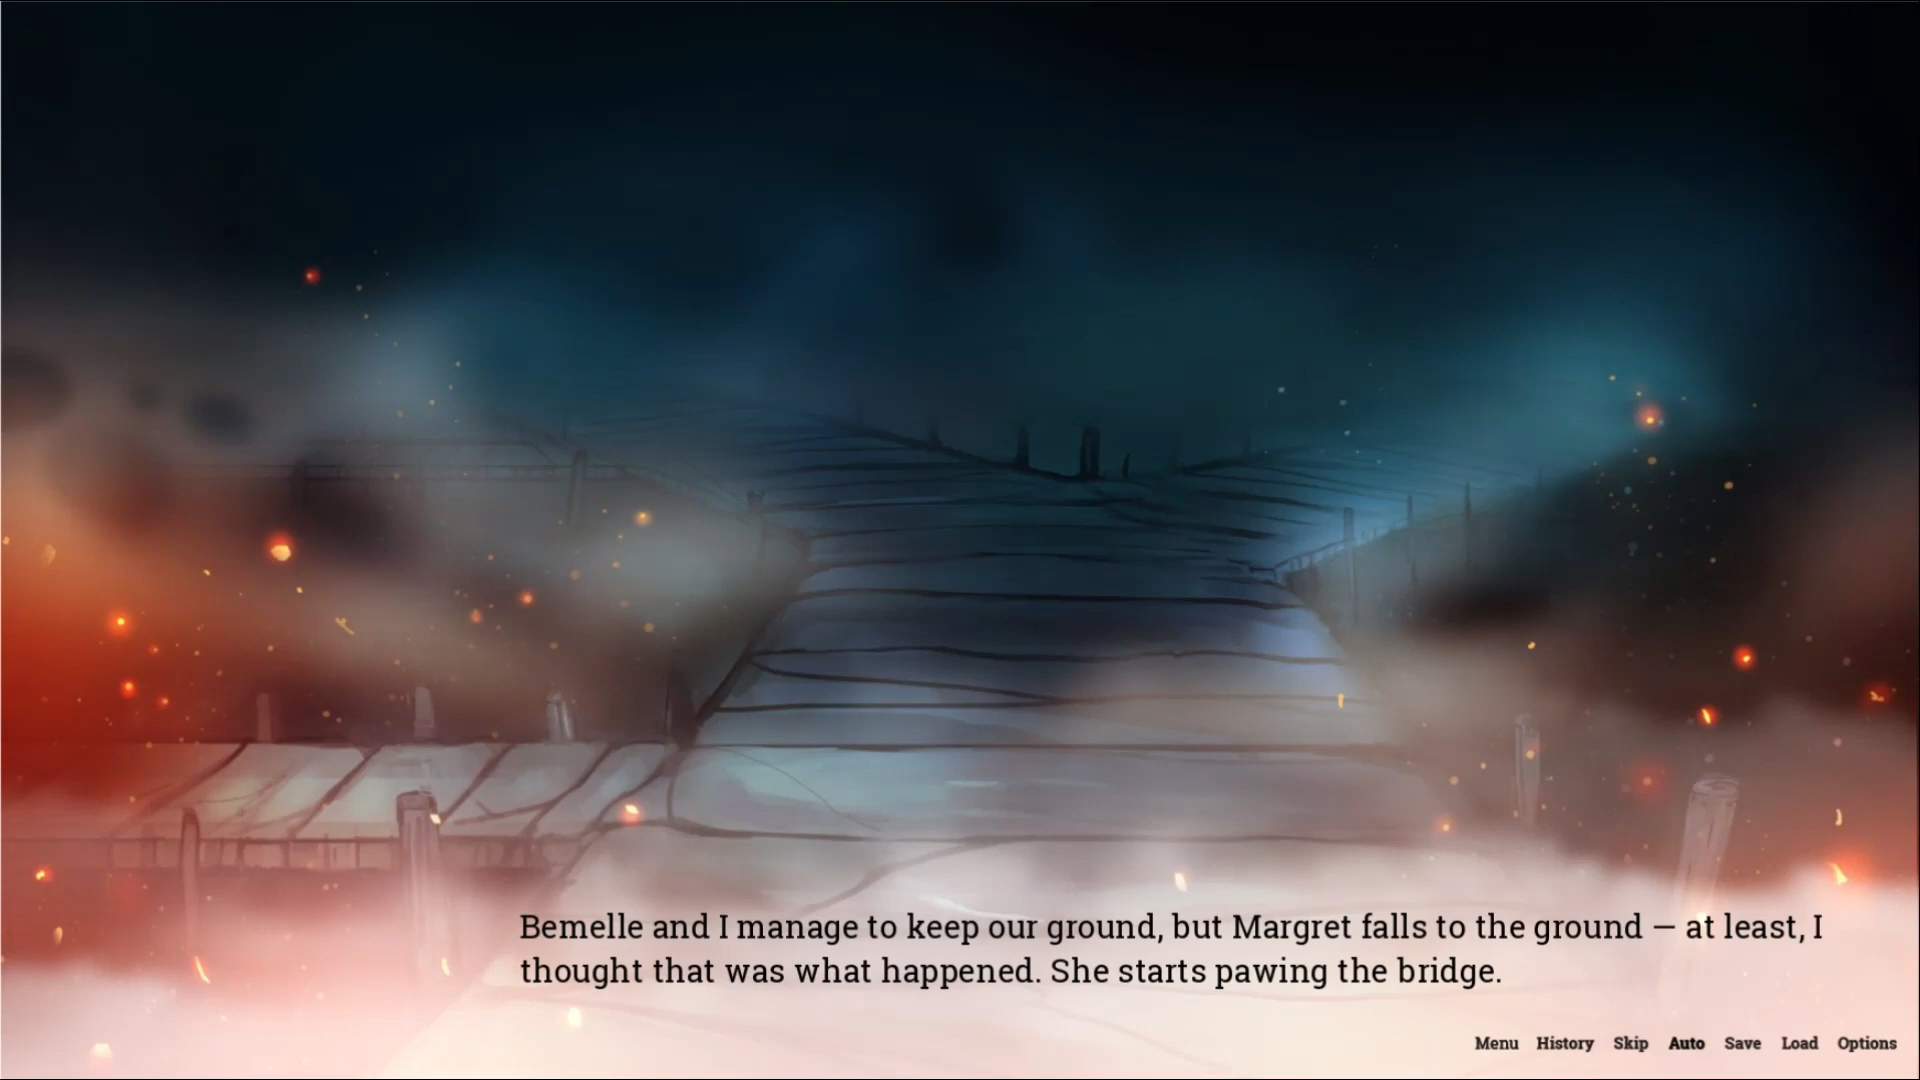 Bemelle and I manage to keep our ground, but Margret falls to the ground — at least, I
thought that was what happened. She starts pawing the bridge.
Menu History Skip Auto Save Load Options